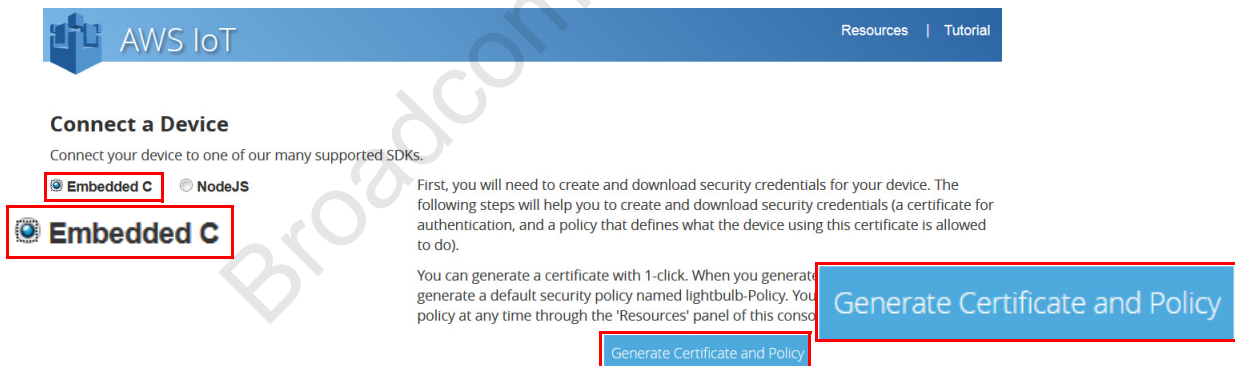 AWS IoT
Resources | Tutorial
Connect a Device
Connect your device to one of our many supported SDKs.
Embedded C NodeJS
Embedded C
First, you will need to create and download security credentials for your device. The
following steps will help you to create and download security credentials (a certificate for
authentication, and a policy that defines what the device using this certificate is allowed
to do).
You can generate a certificate with 1-click. When you generate
generate a default security policy named lightbulb-Policy. You
policy at any time through the 'Resources' panel of this conso
Generate Certificate and Policy
Generate Certificate and Policy
Broadcom